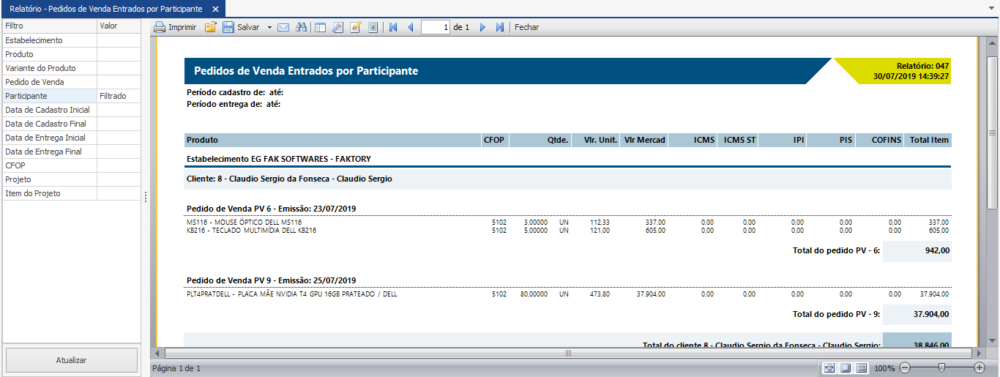 Relatório - Pedidos de Venda Entrados por Participante ×
Filtro Valor
Estabelecimento
Produto
Variante do Produto
Pedido de Venda
Participante Filtrado
Data de Cadastro Inicial
Data de Cadastro Final
Data de Entrega Inicial
Data de Entrega Final
CFOP
Projeto
Item do Projeto
Atualizar
Imprimir Salvar 1 de 1 Fechar
Pedidos de Venda Entrados por Participante
Relatório: 047
30/07/2019 14:39:27
Período cadastro de: até:
Período entrega de: até:
Produto CFOP Qtde. Vlr. Unit. Vlr Mercad ICMS ICMS ST IPI PIS COFINS Total Item
Estabelecimento EG FAK SOFTWARES - FAKTORY
Cliente: 8 - Claudio Sergio da Fonseca - Claudio Sergio
Pedido de Venda PV 6 - Emissão: 23/07/2019
MS116 - MOUSE ÓPTICO DELL MS116 5102 3,00000 UN 112,33 337,00 0,00 0,00 0,00 0,00 0,00 337,00
KB216 - TECLADO MULTIMÍDIA DELL KB216 5102 5,00000 UN 121,00 605,00 0,00 0,00 0,00 0,00 0,00 605,00
Total do pedido PV - 6: 942,00
Pedido de Venda PV 9 - Emissão: 25/07/2019
PLT4PRATDELL - PLACA MÃE NVIDIA T4 GPU 16GB PRATEADO / DELL 5102 80,00000 UN 473,80 37.904,00 0,00 0,00 0,00 0,00 0,00 37.904,00
Total do pedido PV - 9: 37.904,00
Total do cliente 8 - Claudio Sergio da Fonseca - Claudio Sergio: 38.846,00
Página 1 de 1 100%